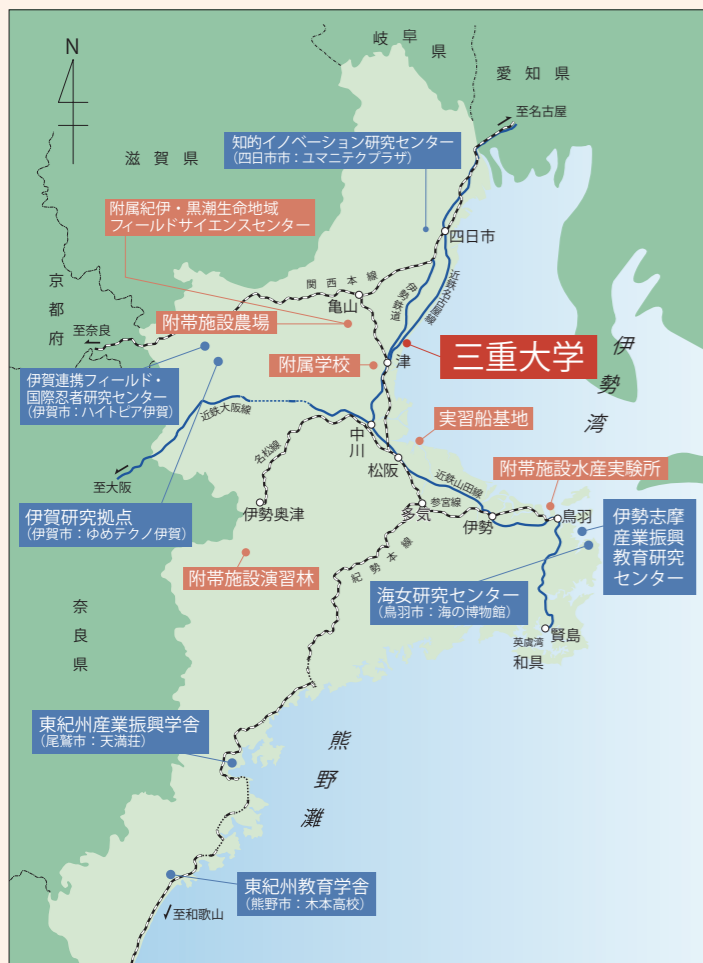 N
岐阜県
愛知県
至名古屋
滋賀県
知的イノベーション研究センター
（四日市市：ユマニテクプラザ）
附属紀伊・黒潮生命地域
フィールドサイエンスセンター
四日市
京都府
関西本線
伊勢鉄道
近鉄名古屋線
亀山
附帯施設農場
至奈良
三重大学
伊勢湾
附属学校
津
伊賀連携フィールド・
国際忍者研究センター
（伊賀市：ハイトピア伊賀）
近鉄大阪線
実習船基地
中川
名松線
松阪
至大阪
近鉄山田線
附帯施設水産実験所
伊勢奥津
多気
参宮線
伊勢
鳥羽
伊賀研究拠点
（伊賀市：ゆめテクノ伊賀）
伊勢志摩
産業振興
教育研究
センター
附帯施設演習林
紀勢本線
海女研究センター
（鳥羽市：海の博物館）
奈良県
賢島
英虞湾
和具
東紀州産業振興学舎
（尾鷲市：天満荘）
熊野灘
東紀州教育学舎
（熊野市：木本高校）
至和歌山